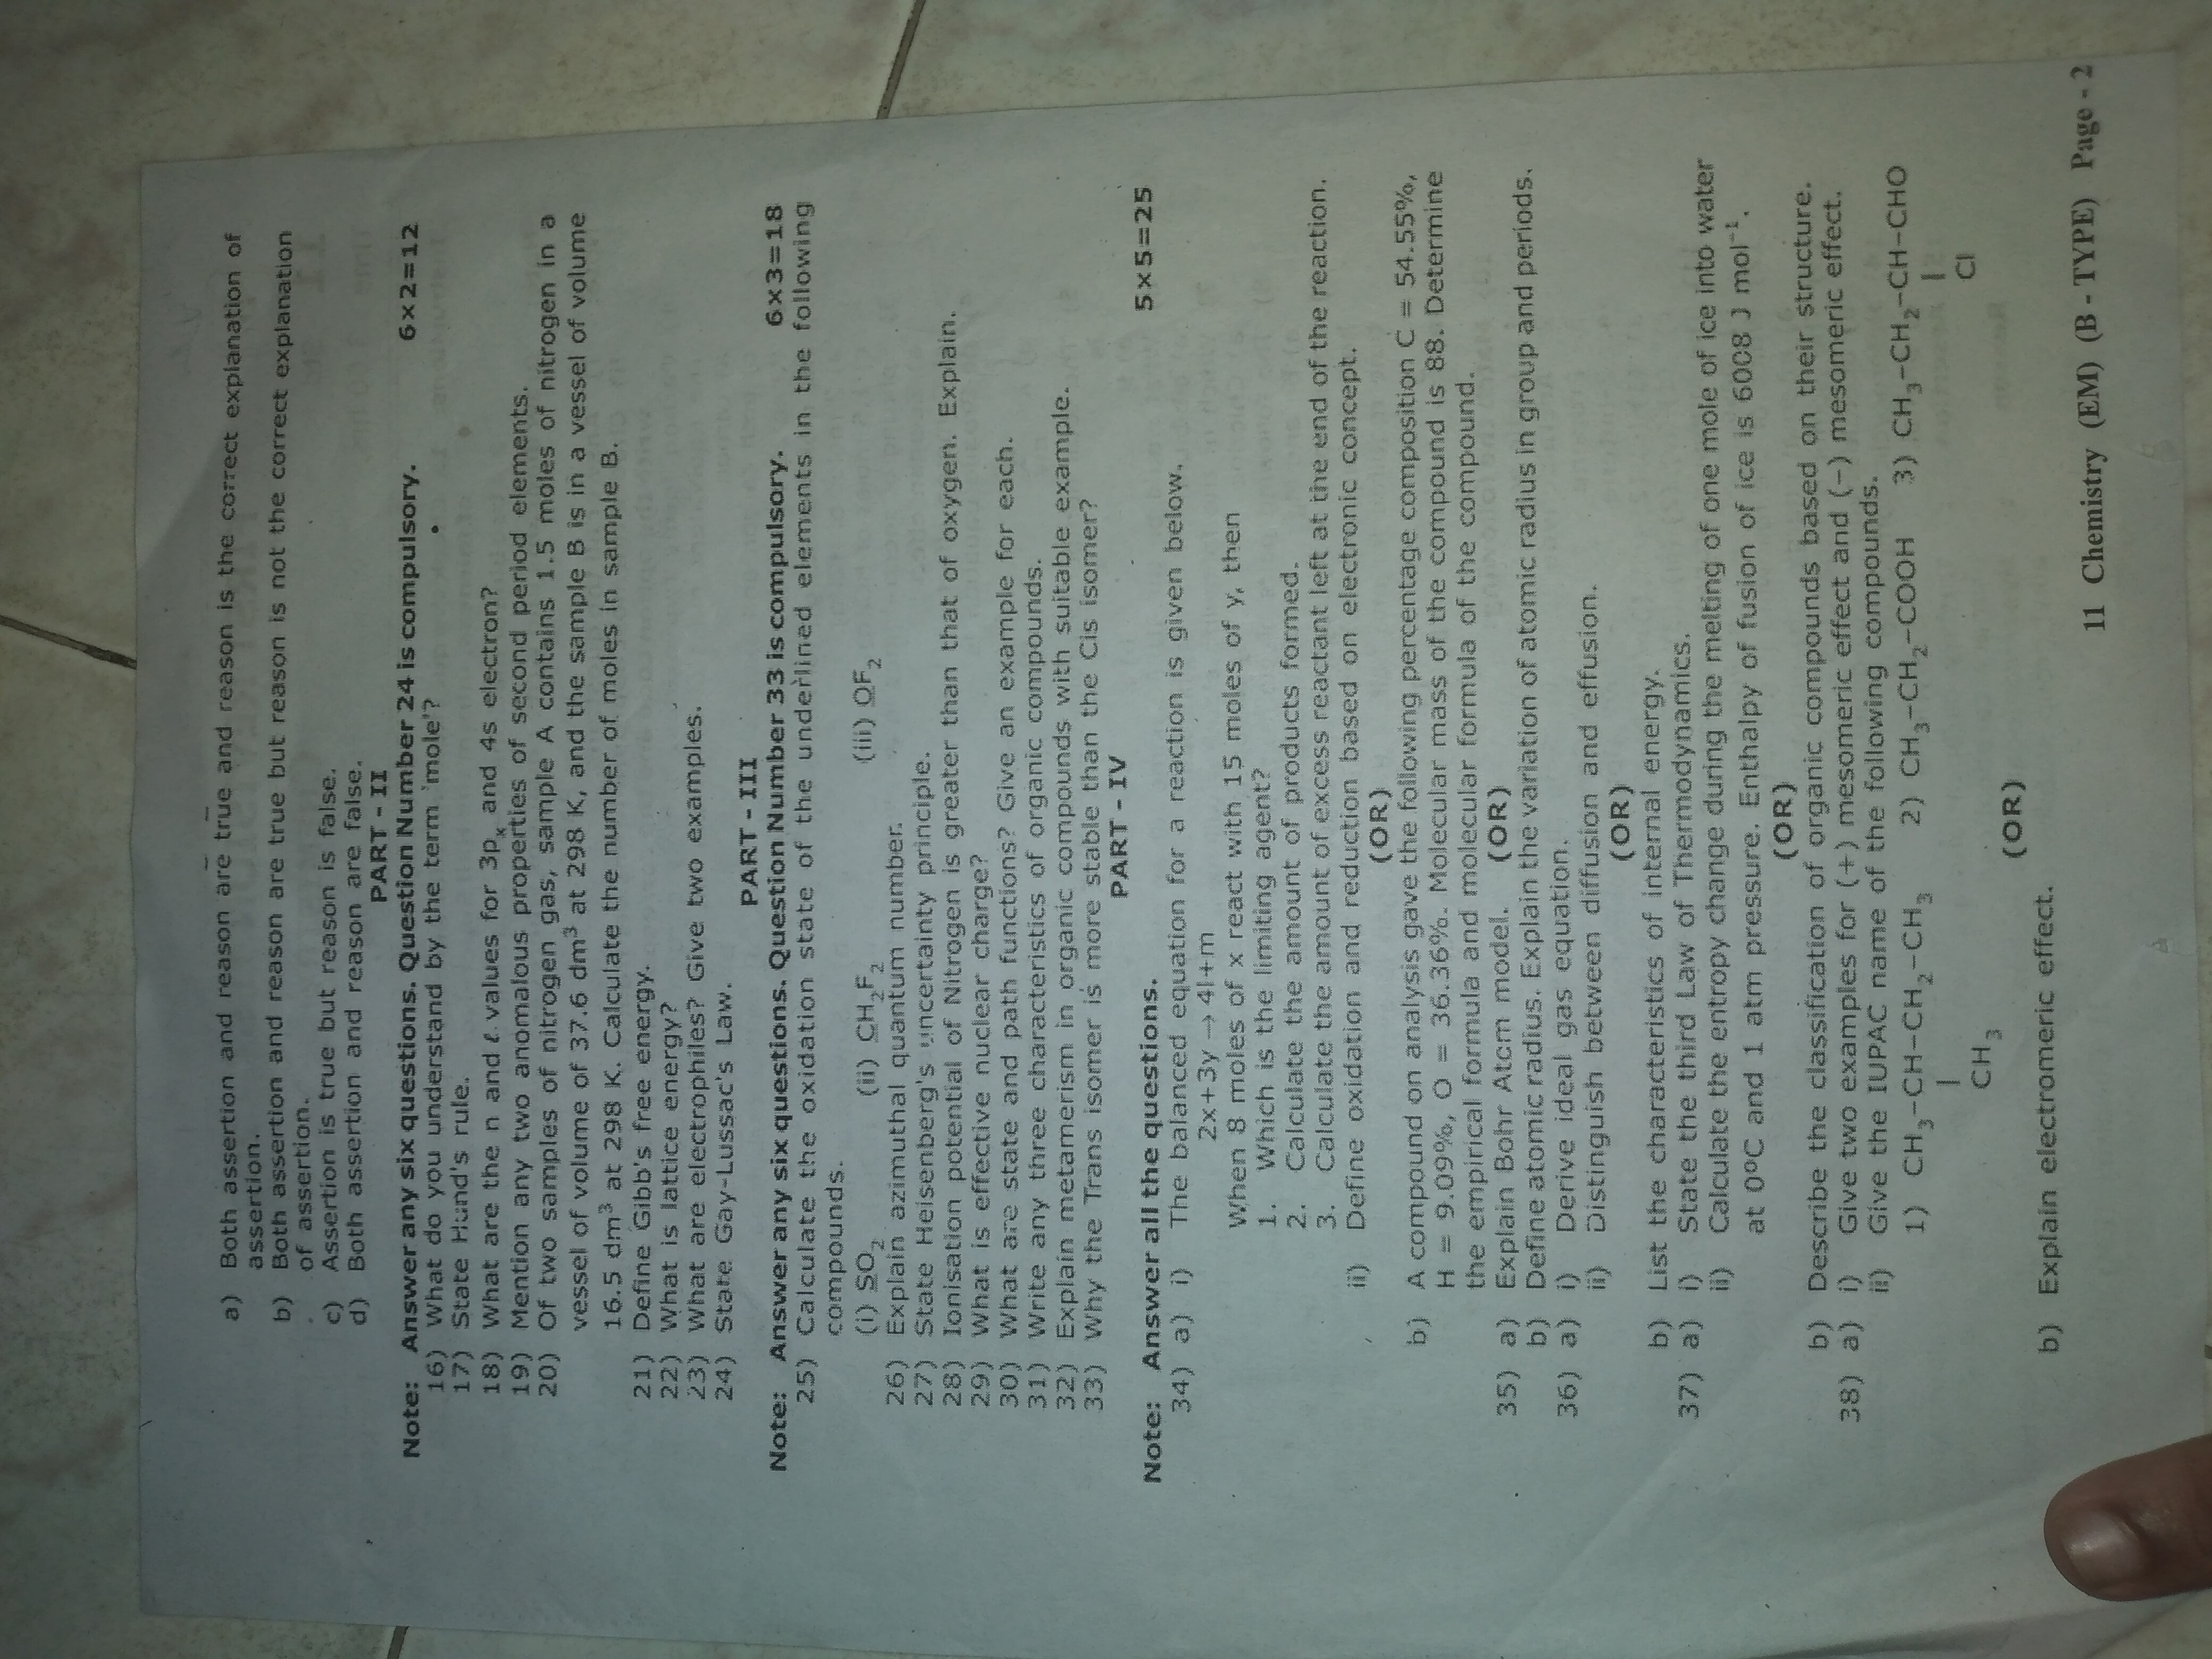 a) Both assertion and reason are true and reason is the correct explanation of
assertion.
b) Both assertion and reason are true but reason is not the correct explanation
of assertion.
c) Assertion is true but reason is false.
d) Both assertion and reason are false.
PART - II
Note: Answer any six questions. Question Number 24 is compulsory. 6×2=12
16) What do you understand by the term 'mole'?
17) State Hund's rule.
18) What are the n and ℓ values for 3pₓ and 4s electron?
19) Mention any two anomalous properties of second period elements.
20) Of two samples of nitrogen gas, sample A contains 1.5 moles of nitrogen in a
vessel of volume of 37.6 dm³ at 298 K, and the sample B is in a vessel of volume
16.5 dm³ at 298 K. Calculate the number of moles in sample B.
21) Define Gibb's free energy.
22) What is lattice energy?
23) What are electrophiles? Give two examples.
24) State Gay-Lussac's Law.
PART - III
Note: Answer any six questions. Question Number 33 is compulsory. 6×3=18
25) Calculate the oxidation state of the underlined elements in the following
compounds.
(i) SO₂ (ii) CH₂F₂ (iii) OF₂
26) Explain azimuthal quantum number.
27) State Heisenberg's uncertainty principle.
28) Ionisation potential of Nitrogen is greater than that of oxygen. Explain.
29) What is effective nuclear charge?
30) What are state and path functions? Give an example for each.
31) Write any three characteristics of organic compounds.
32) Explain metamerism in organic compounds with suitable example.
33) Why the Trans isomer is more stable than the Cis isomer?
PART - IV
Note: Answer all the questions. 5×5=25
34) a) i) The balanced equation for a reaction is given below.
2x+3y → 4l+m
When 8 moles of x react with 15 moles of y, then
1. Which is the limiting agent?
2. Calculate the amount of products formed.
3. Calculate the amount of excess reactant left at the end of the reaction.
ii) Define oxidation and reduction based on electronic concept.
(OR)
b) A compound on analysis gave the following percentage composition C = 54.55%,
H = 9.09%, O = 36.36%. Molecular mass of the compound is 88. Determine
the empirical formula and molecular formula of the compound.
35) a) Explain Bohr Atom model. (OR)
b) Define atomic radius. Explain the variation of atomic radius in group and periods.
36) a) i) Derive ideal gas equation.
ii) Distinguish between diffusion and effusion.
(OR)
b) List the characteristics of internal energy.
37) a) i) State the third Law of Thermodynamics.
ii) Calculate the entropy change during the melting of one mole of ice into water
at 0°C and 1 atm pressure. Enthalpy of fusion of ice is 6008 J mol⁻¹.
(OR)
b) Describe the classification of organic compounds based on their structure.
38) a) i) Give two examples for (+) mesomeric effect and (−) mesomeric effect.
ii) Give the IUPAC name of the following compounds.
1) CH₃-CH-CH₂-CH₃ 2) CH₃-CH₂-COOH 3) CH₃-CH₂-CH-CHO
| |
CH₃ Cl
(OR)
b) Explain electromeric effect.
11 Chemistry (EM) (B - TYPE) Page - 2